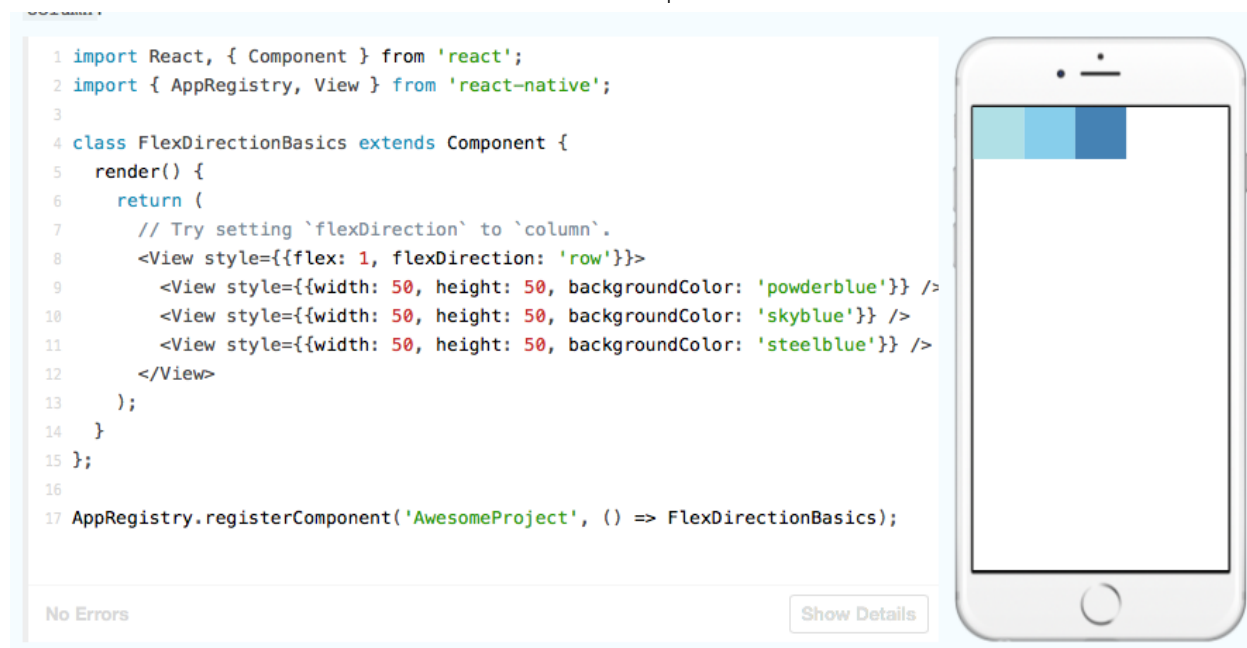 column.
1 import React, { Component } from 'react';
2 import { AppRegistry, View } from 'react-native';
3
4 class FlexDirectionBasics extends Component {
5   render() {
6     return (
7       // Try setting `flexDirection` to `column`.
8       <View style={{flex: 1, flexDirection: 'row'}}>
9         <View style={{width: 50, height: 50, backgroundColor: 'powderblue'}} />
10         <View style={{width: 50, height: 50, backgroundColor: 'skyblue'}} />
11         <View style={{width: 50, height: 50, backgroundColor: 'steelblue'}} />
12       </View>
13     );
14   }
15 };
16
17 AppRegistry.registerComponent('AwesomeProject', () => FlexDirectionBasics);
No Errors
Show Details